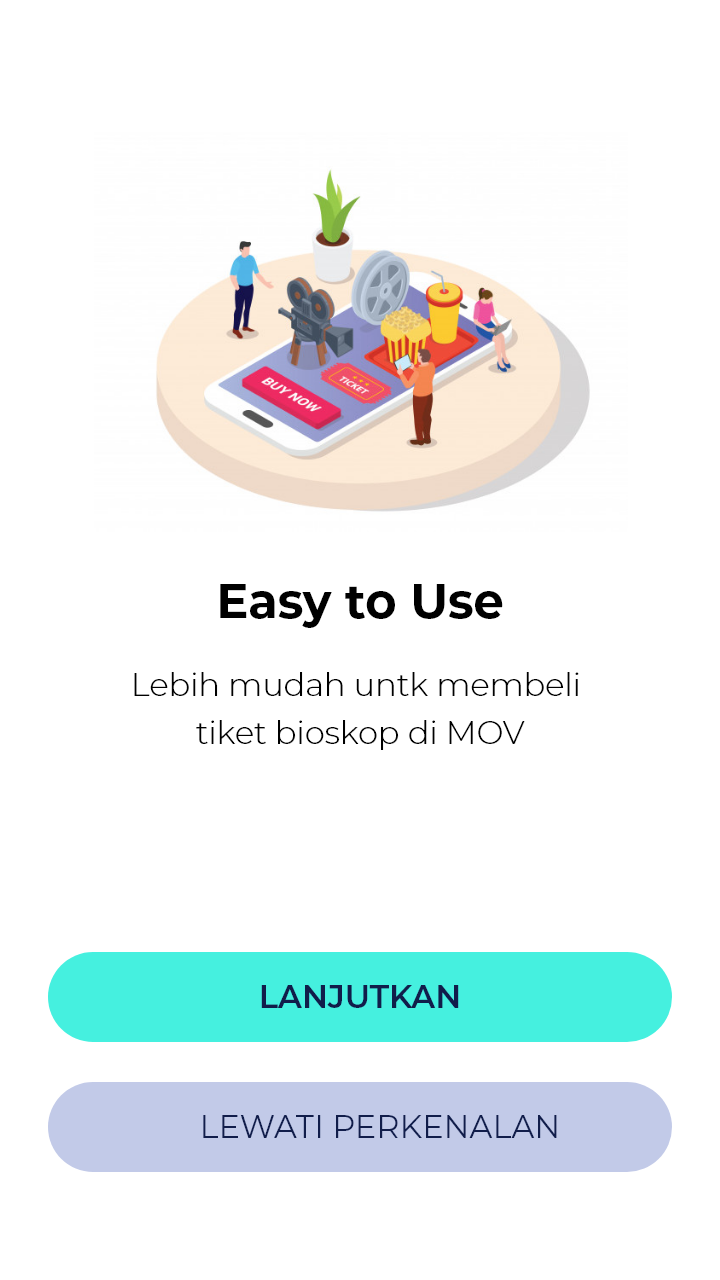 BUY NOW
TICKET
Easy to Use
Lebih mudah untk membeli
tiket bioskop di MOV
LANJUTKAN
LEWATI PERKENALAN